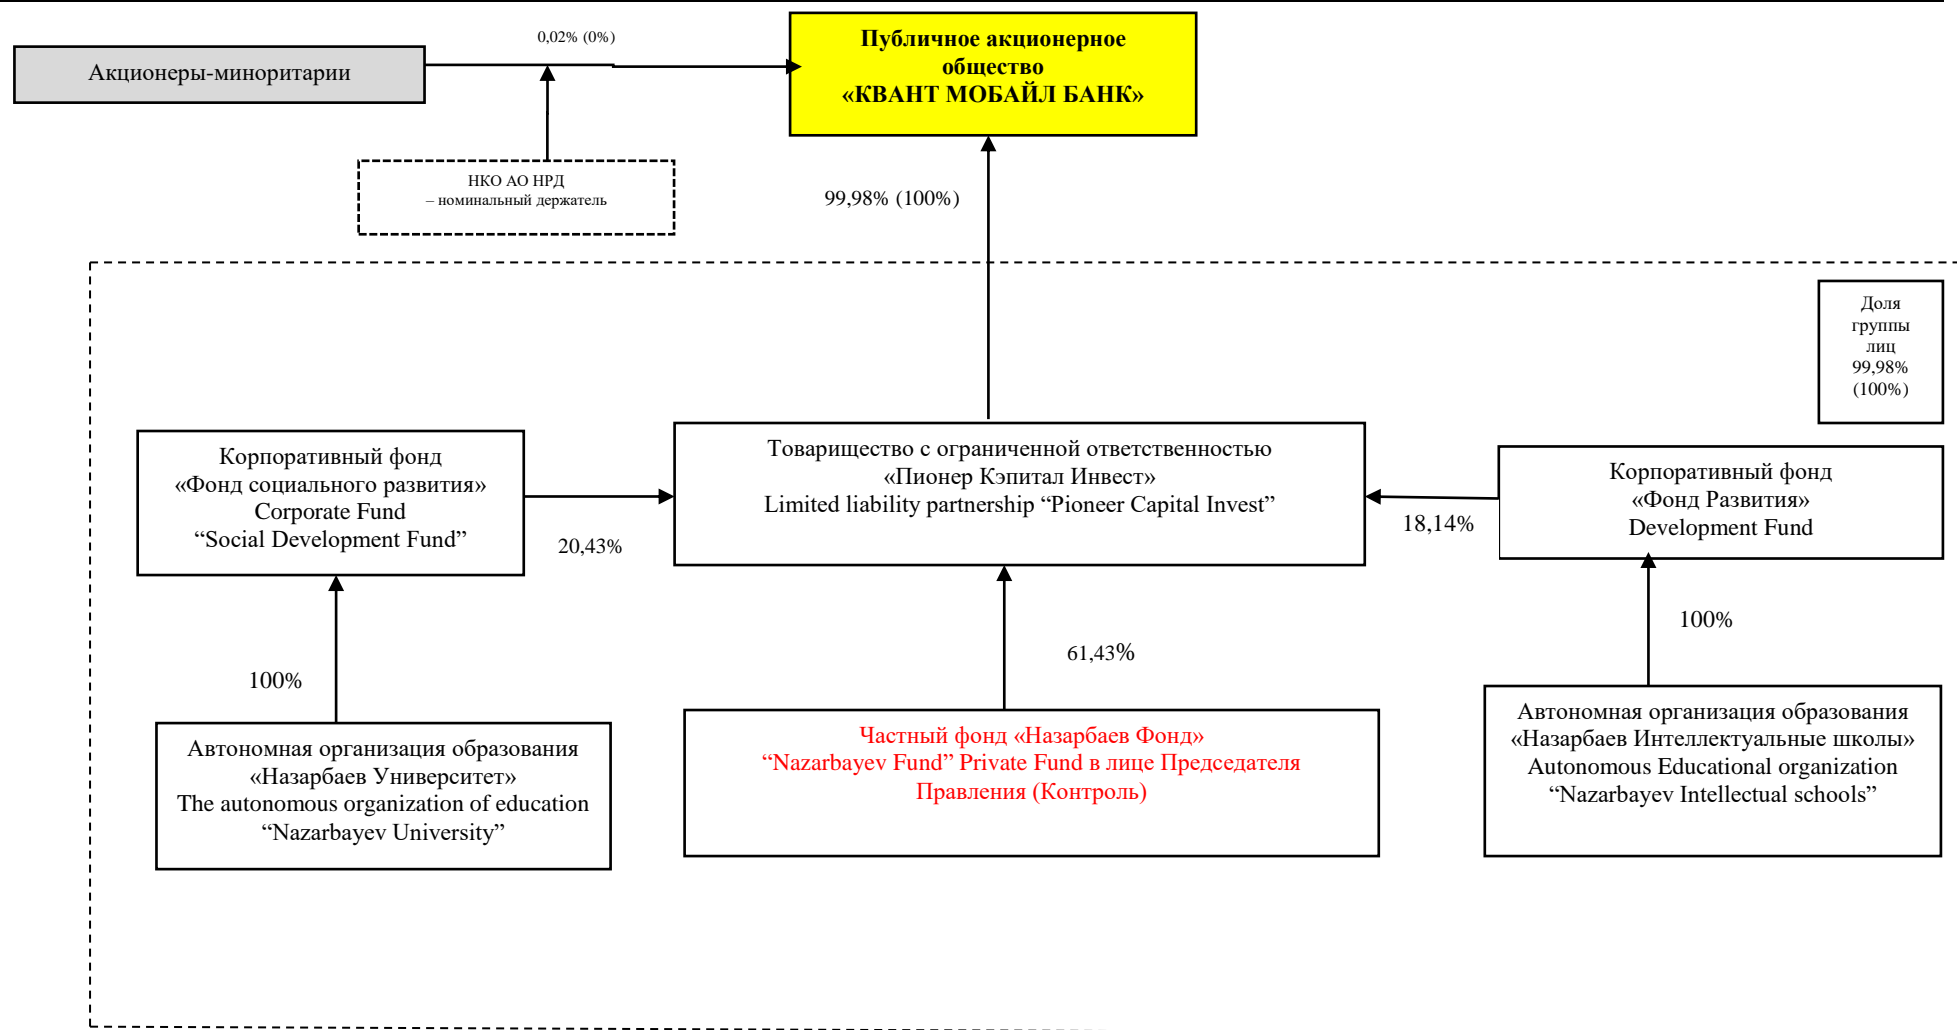 0,02% (0%)
Акционеры-миноритарии
Публичное акционерное
общество
«КВАНТ МОБАЙЛ БАНК»
НКО АО НРД
– номинальный держатель
99,98% (100%)
Доля
группы
лиц
99,98%
(100%)
Корпоративный фонд
«Фонд социального развития»
Corporate Fund
“Social Development Fund”
20,43%
Товарищество с ограниченной ответственностью
«Пионер Кэпитал Инвест»
Limited liability partnership “Pioneer Capital Invest”
18,14%
Корпоративный фонд
«Фонд Развития»
Development Fund
100%
61,43%
100%
Автономная организация образования
«Назарбаев Университет»
The autonomous organization of education
“Nazarbayev University”
Частный фонд «Назарбаев Фонд»
“Nazarbayev Fund” Private Fund в лице Председателя
Правления (Контроль)
Автономная организация образования
«Назарбаев Интеллектуальные школы»
Autonomous Educational organization
“Nazarbayev Intellectual schools”